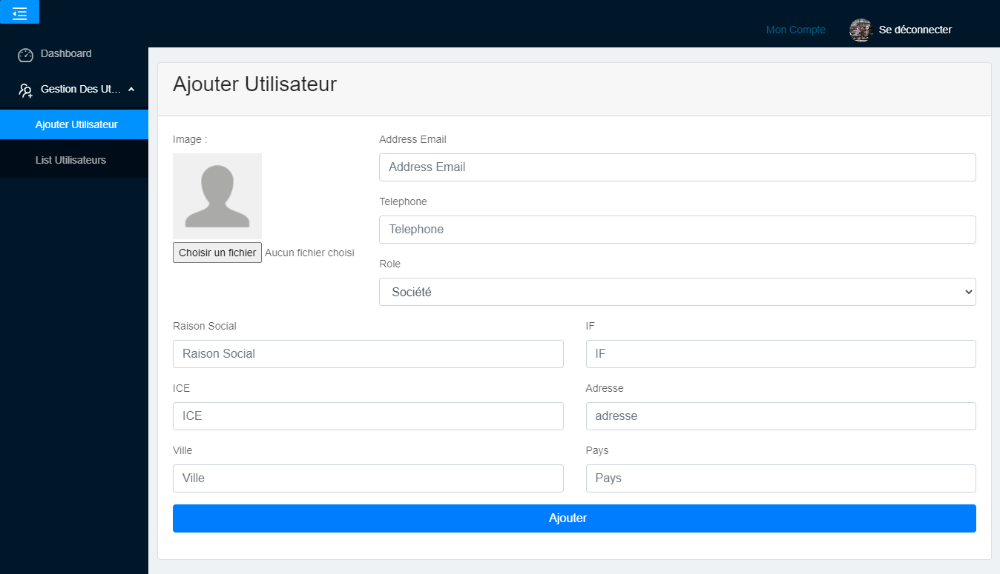 Mon Compte
Se déconnecter
Dashboard
Gestion Des Ut...
Ajouter Utilisateur
List Utilisateurs
Ajouter Utilisateur
Image :
Choisir un fichier Aucun fichier choisi
Address Email
Address Email
Telephone
Telephone
Role
Société
Raison Social
Raison Social
IF
IF
ICE
ICE
Adresse
adresse
Ville
Ville
Pays
Pays
Ajouter